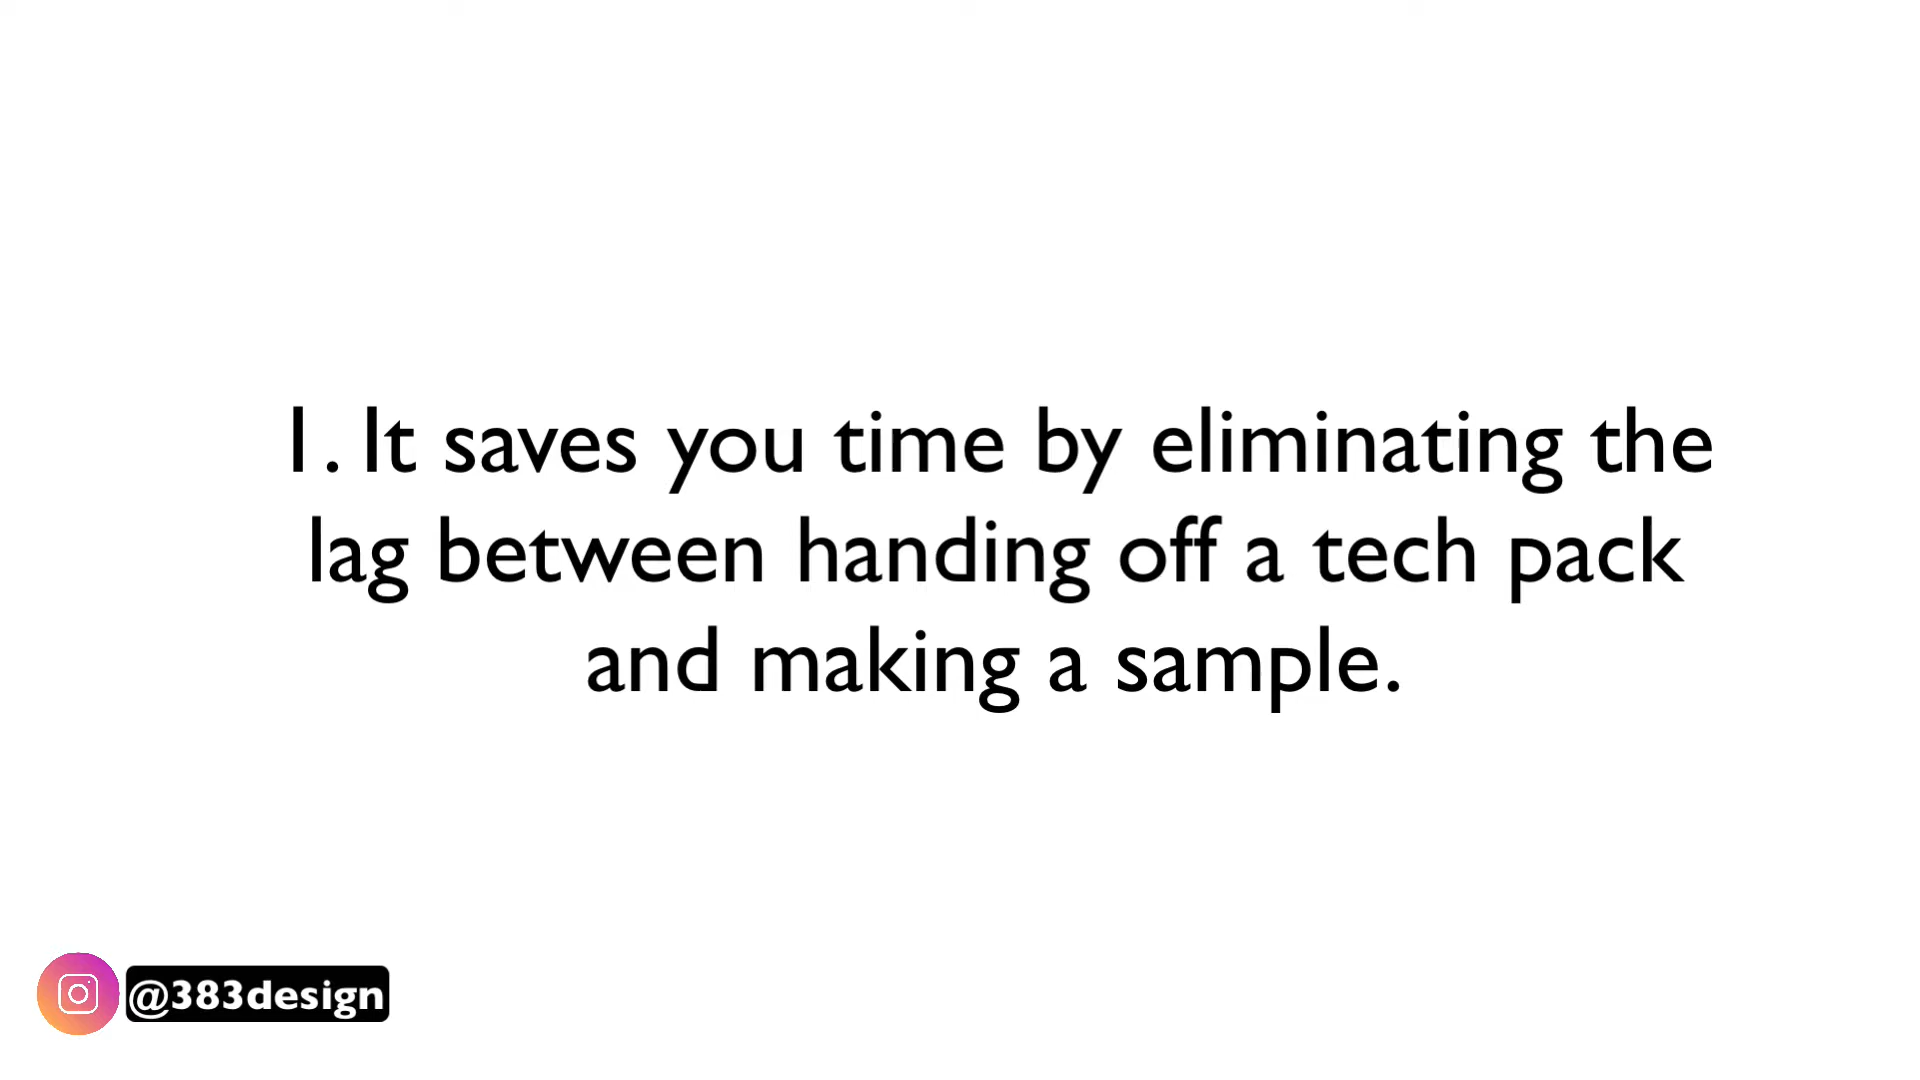 1. It saves you time by eliminating the
lag between handing off a tech pack
and making a sample.
@383design